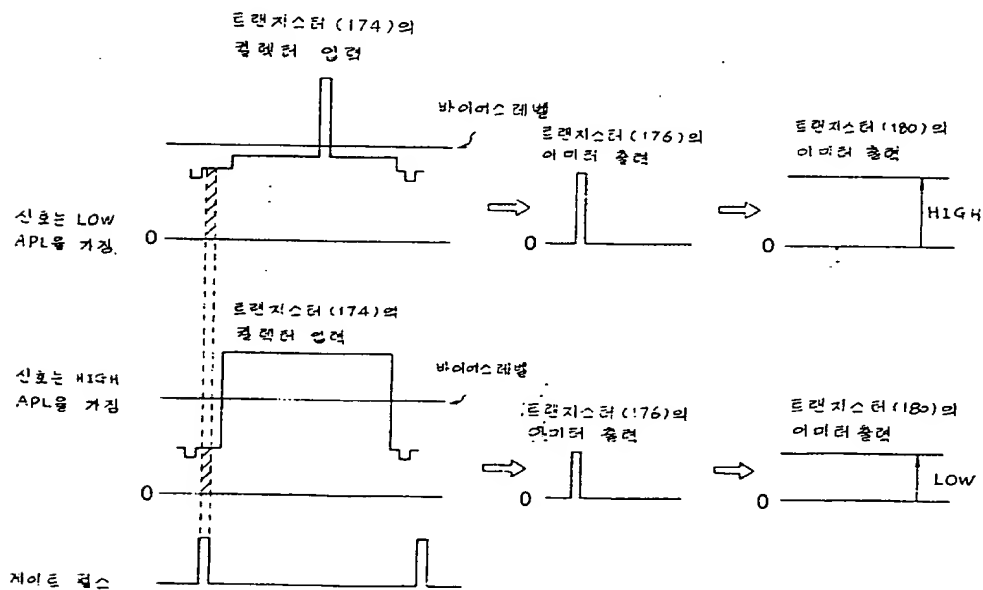 트랜지스터(174)의
컬렉터 입력
바이어스레벨
트랜지스터(176)의
이미터 출력
트랜지스터(180)의
이미터 출력
신호는 LOW
APL을 가짐.
0
0
0
HIGH
트랜지스터(174)의
컬렉터 입력
신호는 HIGH
APL을 가짐
바이어스레벨
트랜지스터(176)의
이미터 출력
트랜지스터(180)의
이미터출력
0
0
0
LOW
게이트 펄스